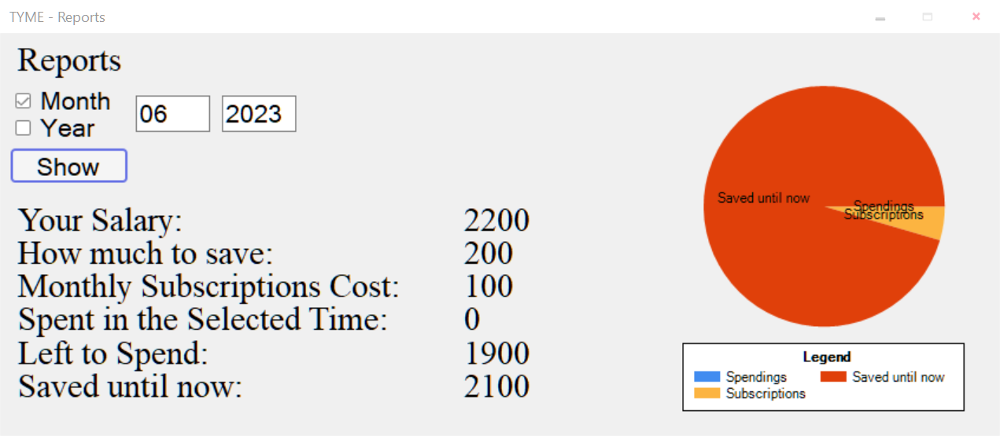 TYME - Reports
Reports
Month
Year
06
2023
Show
Your Salary: 2200
How much to save: 200
Monthly Subscriptions Cost: 100
Spent in the Selected Time: 0
Left to Spend: 1900
Saved until now: 2100
Saved until now
Spendings
Subscriptions
Legend
Spendings
Saved until now
Subscriptions